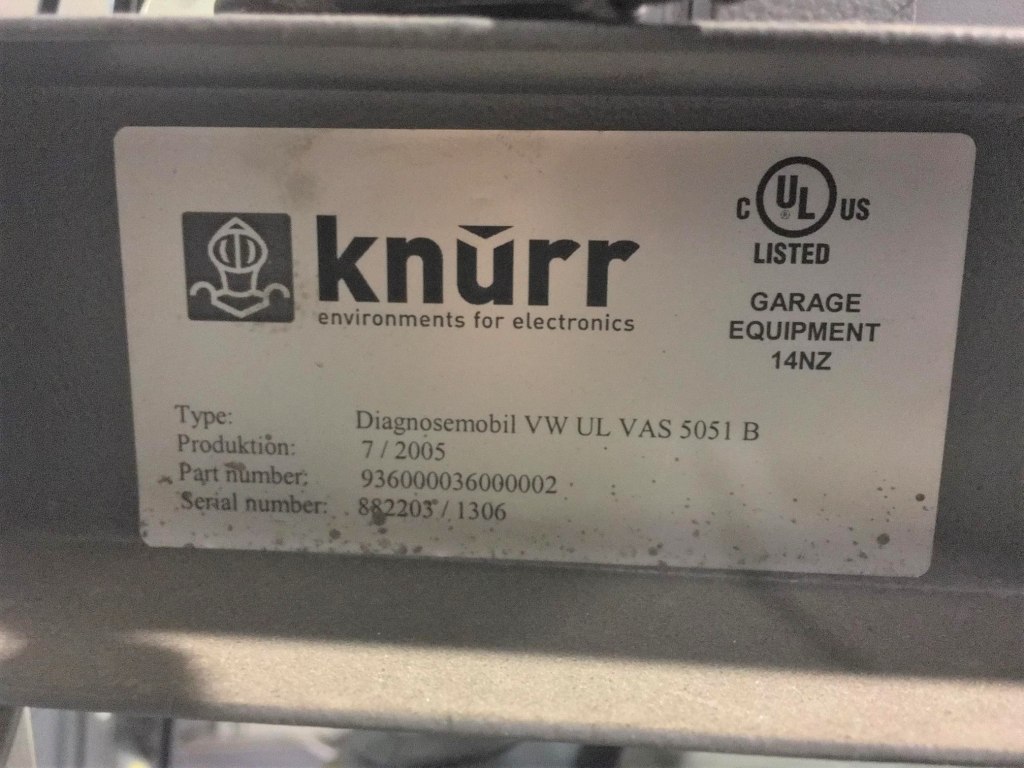 knürr
environments for electronics
C UL ® US
LISTED
GARAGE
EQUIPMENT
14NZ
Type: Diagnosemobil VW UL VAS 5051 B
Produktion: 7 / 2005
Part number: 936000036000002
Serial number: 882203 / 1306